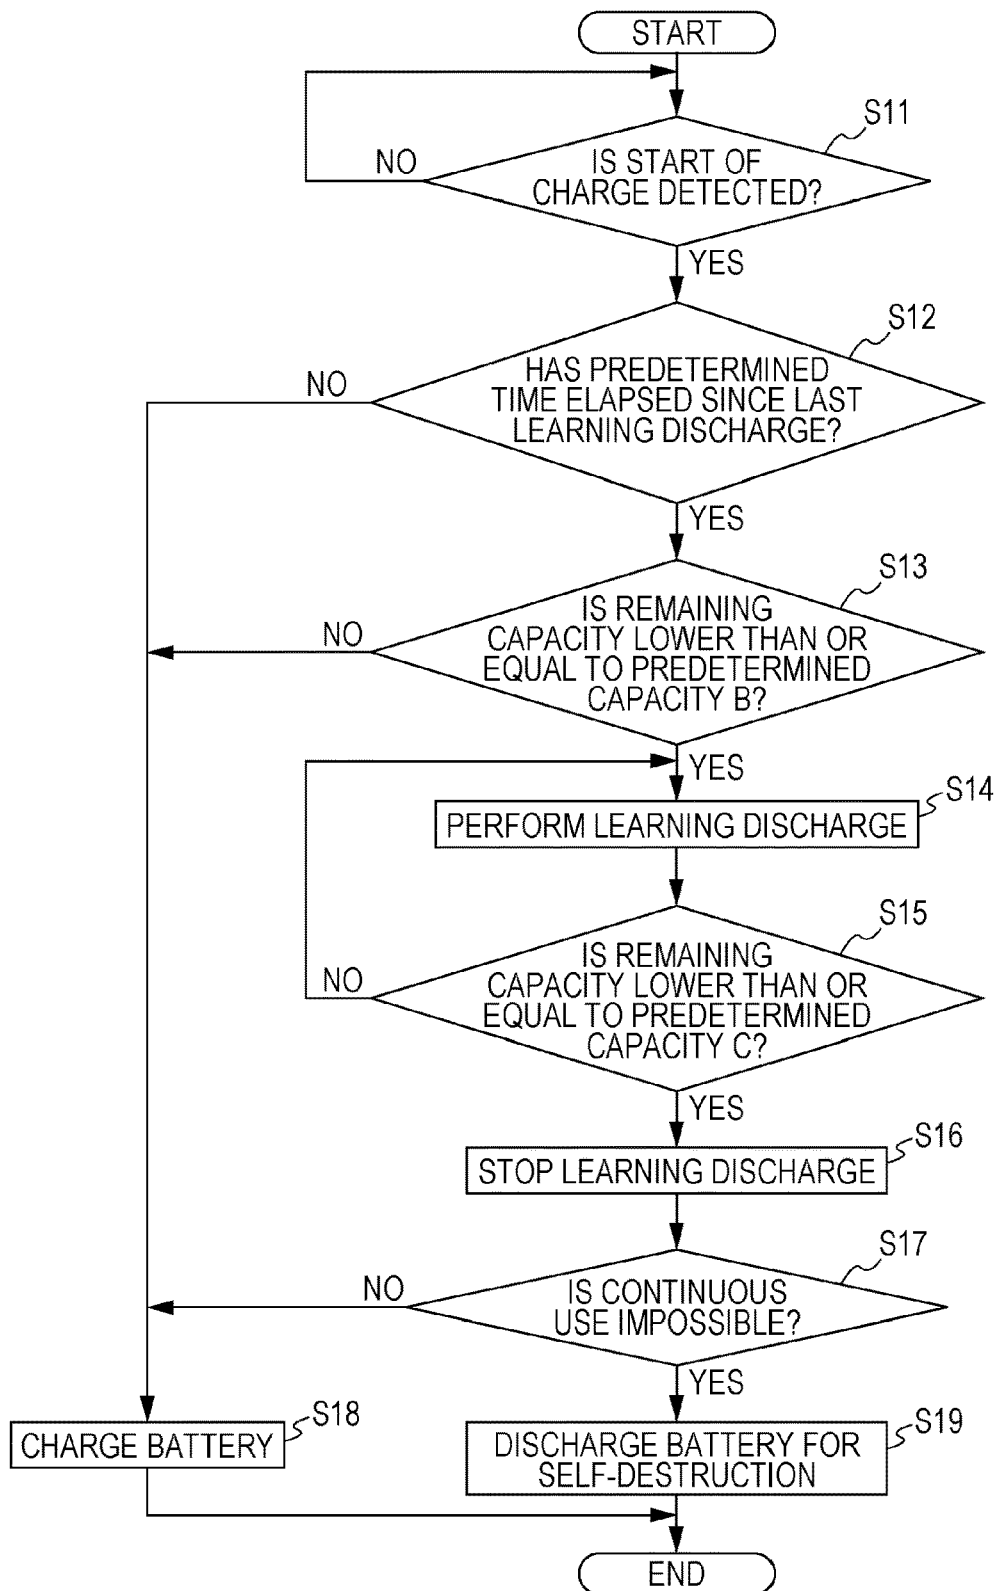 START
S11
NO
IS START OF
CHARGE DETECTED?
YES
S12
NO
HAS PREDETERMINED
TIME ELAPSED SINCE LAST
LEARNING DISCHARGE?
YES
S13
NO
IS REMAINING
CAPACITY LOWER THAN OR
EQUAL TO PREDETERMINED
CAPACITY B?
YES
S14
PERFORM LEARNING DISCHARGE
S15
NO
IS REMAINING
CAPACITY LOWER THAN OR
EQUAL TO PREDETERMINED
CAPACITY C?
YES
S16
STOP LEARNING DISCHARGE
S17
NO
IS CONTINUOUS
USE IMPOSSIBLE?
YES
S18
CHARGE BATTERY
S19
DISCHARGE BATTERY FOR
SELF-DESTRUCTION
END